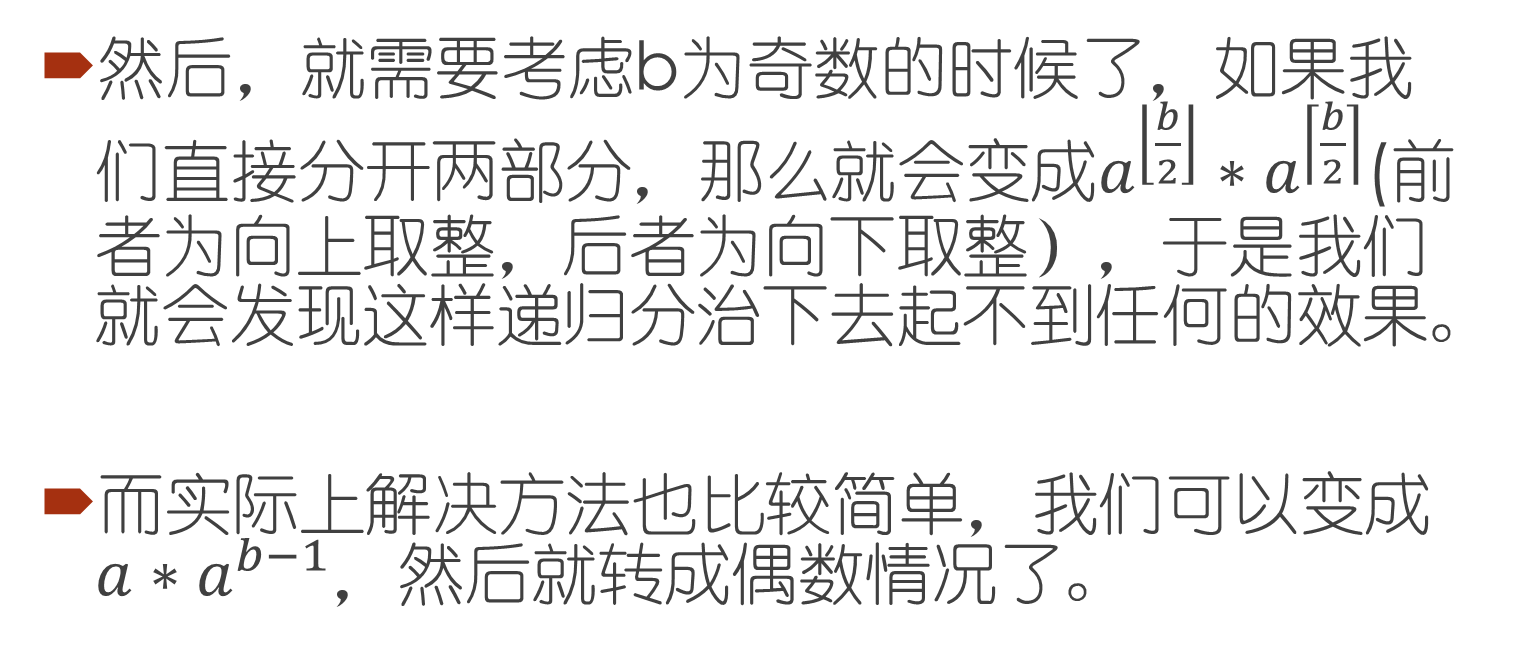 然后，就需要考虑b为奇数的时候了，如果我
们直接分开两部分，那么就会变成a^⌊b/2⌋ * a^⌈b/2⌉(前
者为向上取整，后者为向下取整），于是我们
就会发现这样递归分治下去起不到任何的效果。
而实际上解决方法也比较简单，我们可以变成
a * a^{b−1}，然后就转成偶数情况了。